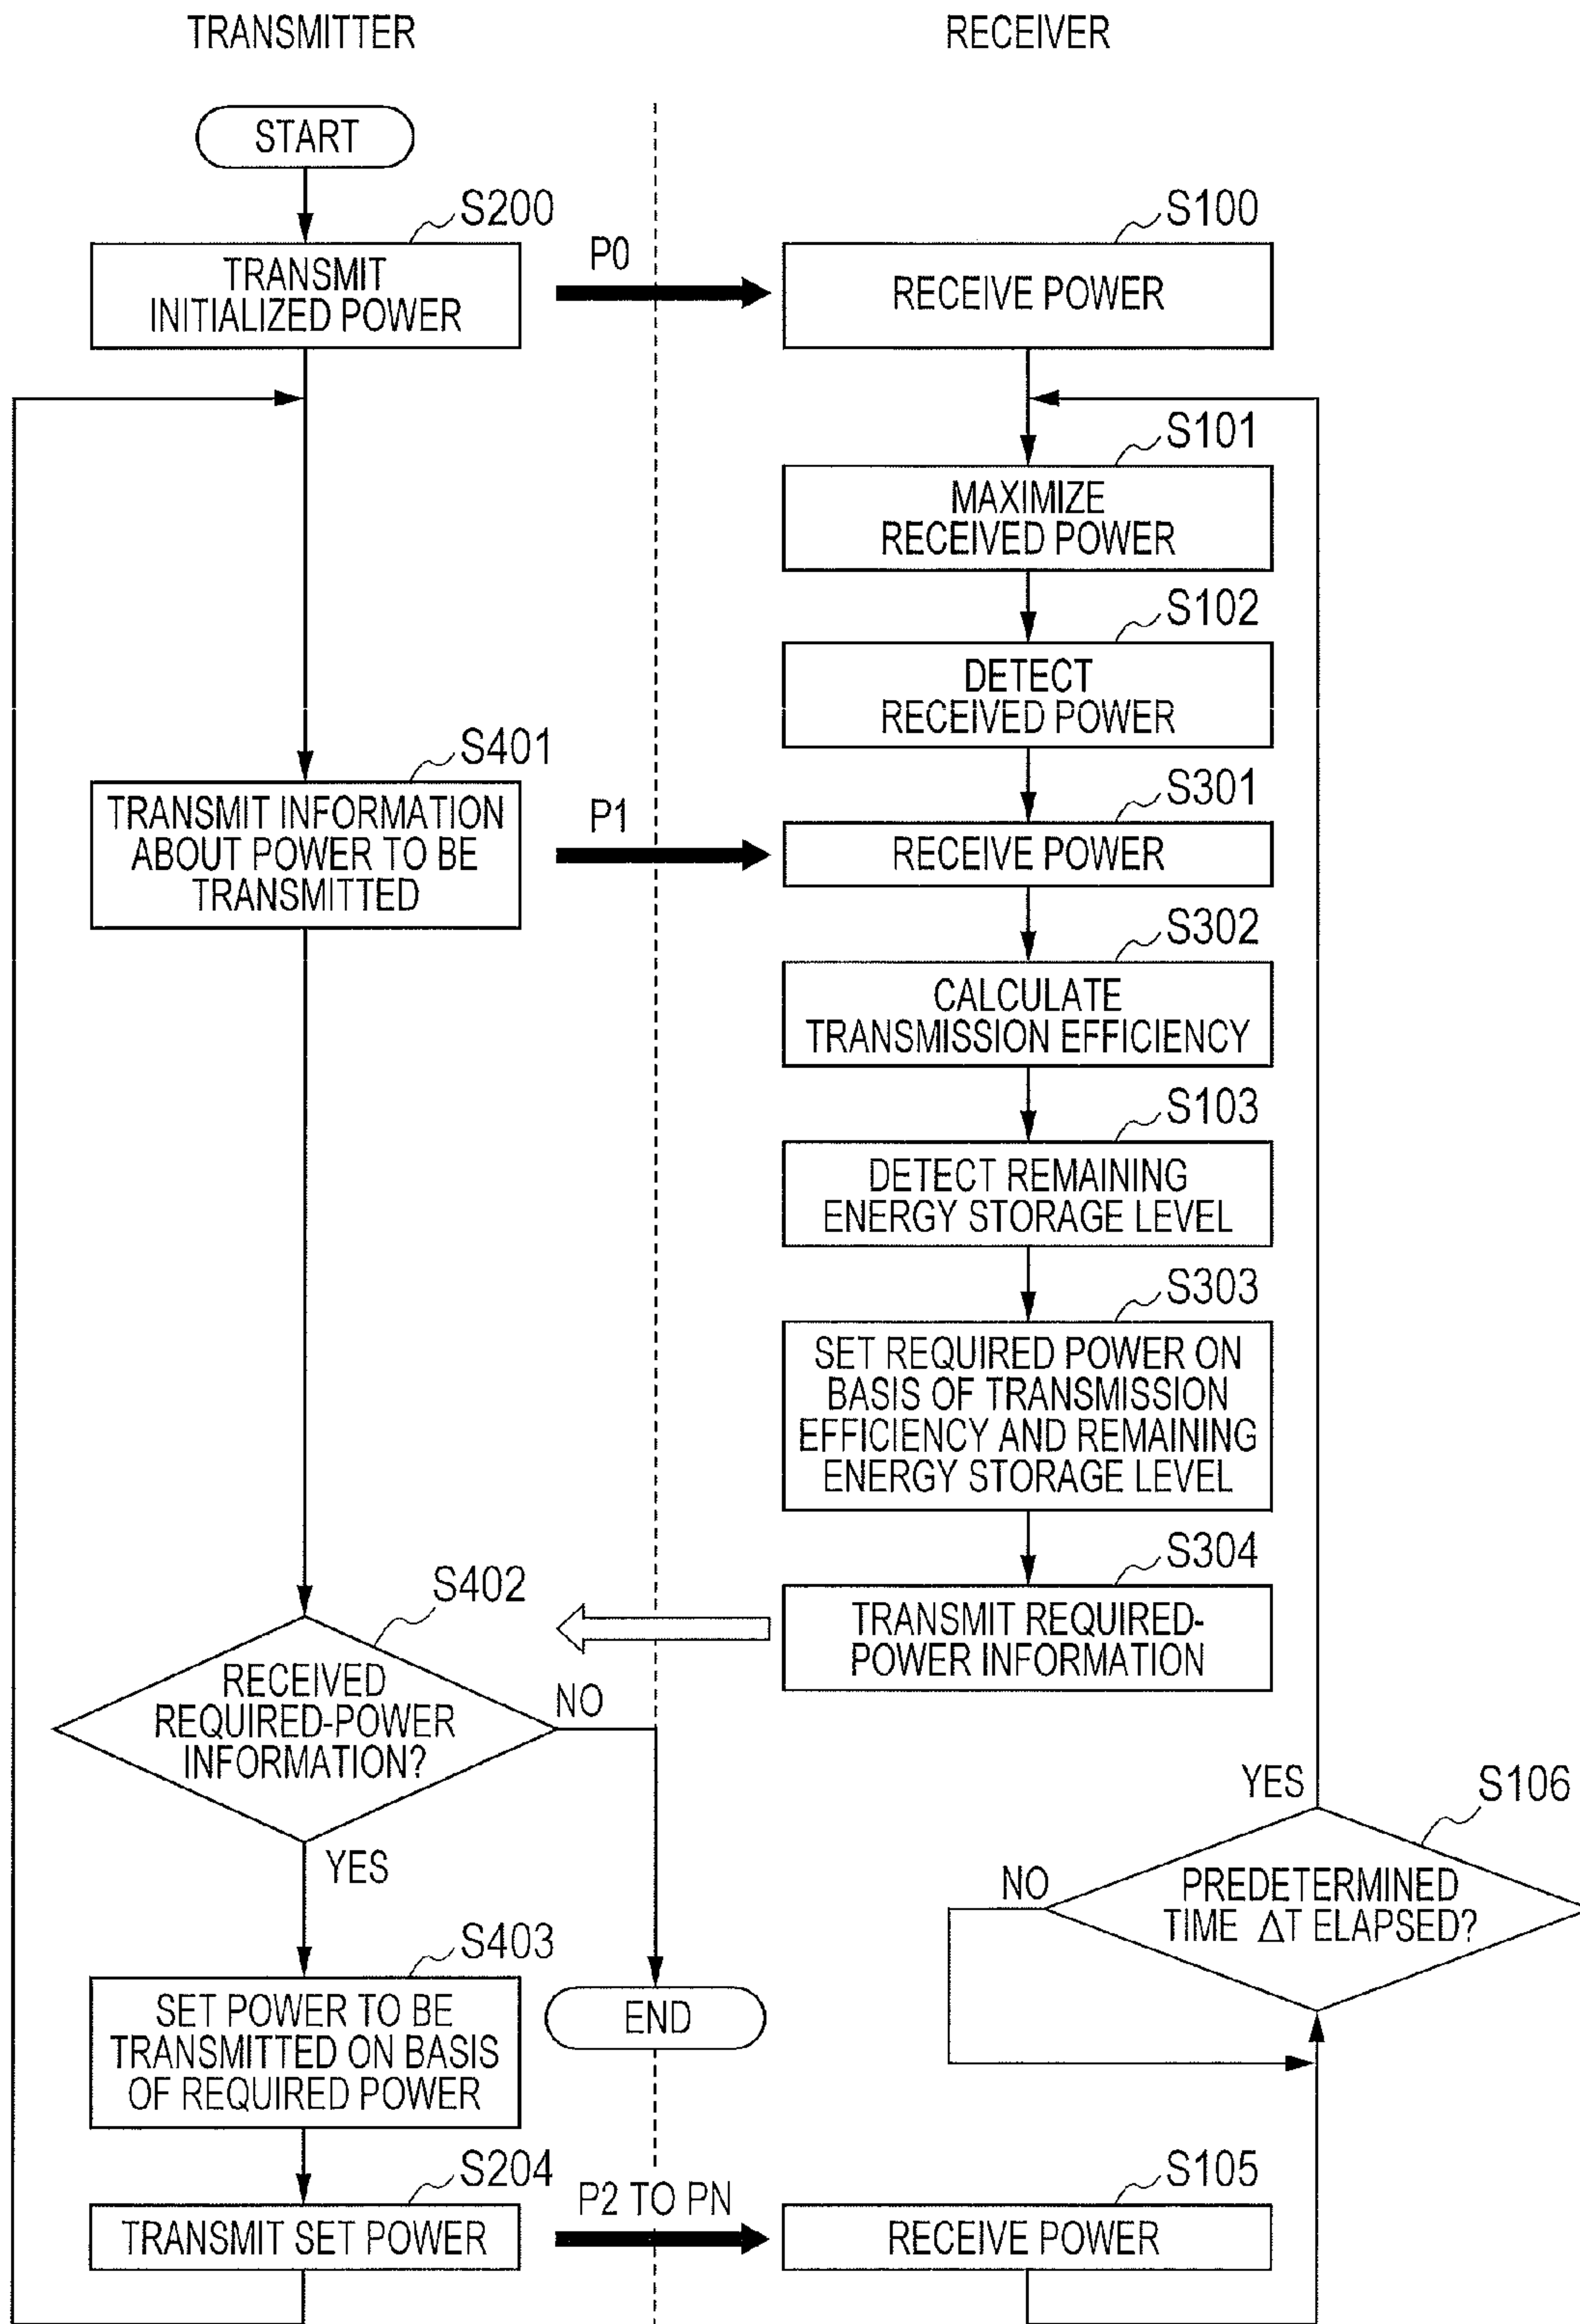 TRANSMITTER
RECEIVER
START
S200
TRANSMIT
INITIALIZED POWER
P0
S100
RECEIVE POWER
S101
MAXIMIZE
RECEIVED POWER
S102
DETECT
RECEIVED POWER
S401
TRANSMIT INFORMATION
ABOUT POWER TO BE
TRANSMITTED
P1
S301
RECEIVE POWER
S302
CALCULATE
TRANSMISSION EFFICIENCY
S103
DETECT REMAINING
ENERGY STORAGE LEVEL
S303
SET REQUIRED POWER ON
BASIS OF TRANSMISSION
EFFICIENCY AND REMAINING
ENERGY STORAGE LEVEL
S304
TRANSMIT REQUIRED-
POWER INFORMATION
S402
RECEIVED
REQUIRED-POWER
INFORMATION?
NO
YES
S106
YES
NO
PREDETERMINED
TIME ΔT ELAPSED?
S403
SET POWER TO BE
TRANSMITTED ON BASIS
OF REQUIRED POWER
END
S204
TRANSMIT SET POWER
P2 TO PN
S105
RECEIVE POWER